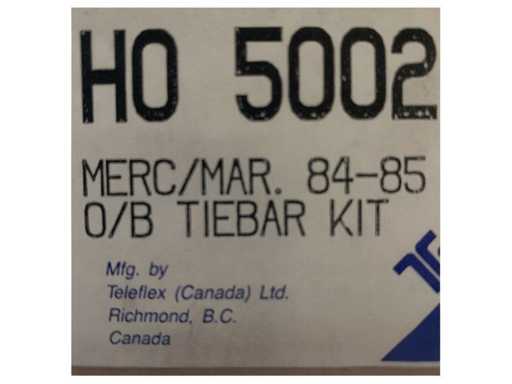 HO 5002
MERC/MAR. 84-85
O/B TIEBAR KIT
Mfg. by
Teleflex (Canada) Ltd.
Richmond, B.C.
Canada